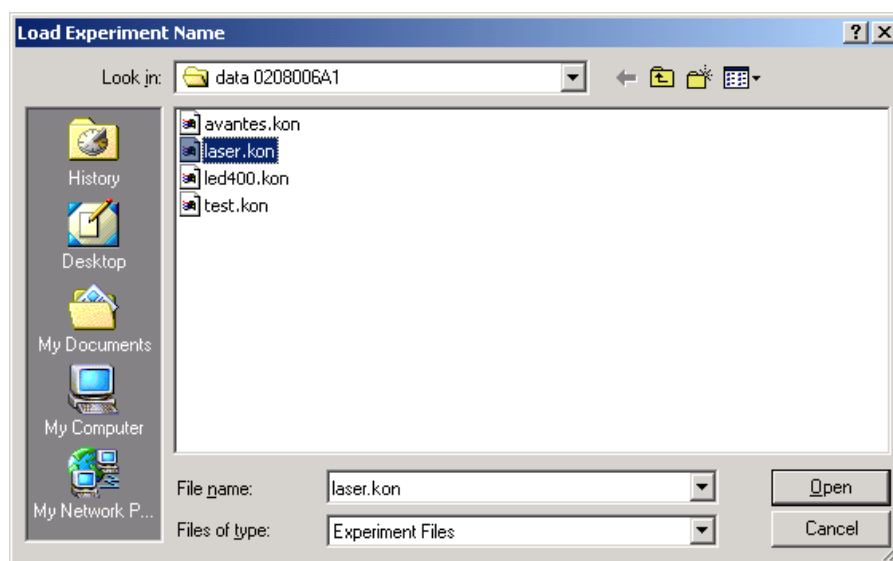 Load Experiment Name
Look in: data 0208006A1
avantes.kon
laser.kon
led400.kon
test.kon
History
Desktop
My Documents
My Computer
My Network P...
File name: laser.kon Open
Files of type: Experiment Files Cancel